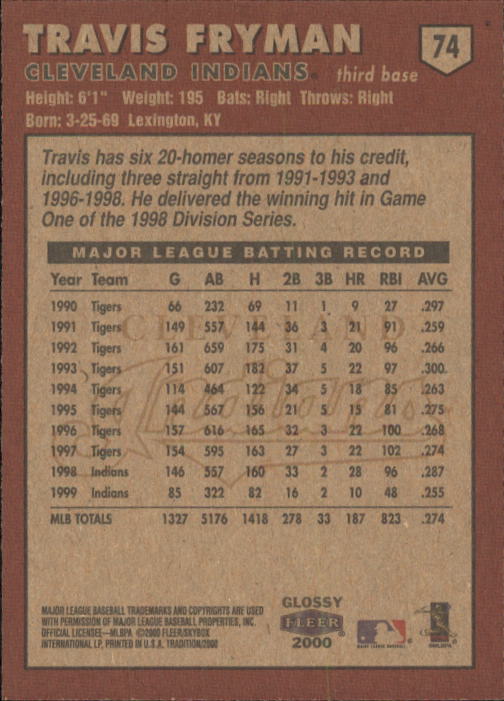 TRAVIS FRYMAN
74
CLEVELAND INDIANS® third base
Height: 6'1" Weight: 195 Bats: Right Throws: Right
Born: 3-25-69 Lexington, KY
Travis has six 20-homer seasons to his credit,
including three straight from 1991-1993 and
1996-1998. He delivered the winning hit in Game
One of the 1998 Division Series.
MAJOR LEAGUE BATTING RECORD
Year Team G AB H 2B 3B HR RBI AVG
1990 Tigers 66 232 69 11 1 9 27 .297
1991 Tigers 149 557 144 36 3 21 91 .259
1992 Tigers 161 659 175 31 4 20 96 .266
1993 Tigers 151 607 182 37 5 22 97 .300
1994 Tigers 114 464 122 34 5 18 85 .263
1995 Tigers 144 567 156 21 5 15 81 .275
1996 Tigers 157 616 165 32 3 22 100 .268
1997 Tigers 154 595 163 27 3 22 102 .274
1998 Indians 146 557 160 33 2 28 96 .287
1999 Indians 85 322 82 16 2 10 48 .255
MLB TOTALS 1327 5176 1418 278 33 187 823 .274
CLEVELAND
Indians
MAJOR LEAGUE BASEBALL TRADEMARKS AND COPYRIGHTS ARE USED
WITH PERMISSION OF MAJOR LEAGUE BASEBALL PROPERTIES, INC.
OFFICIAL LICENSEE—MLBPA ©2000 FLEER/SKYBOX
INTERNATIONAL LP, PRINTED IN U.S.A. TRADITION/2000
GLOSSY
FLEER
2000
MAJOR LEAGUE BASEBALL